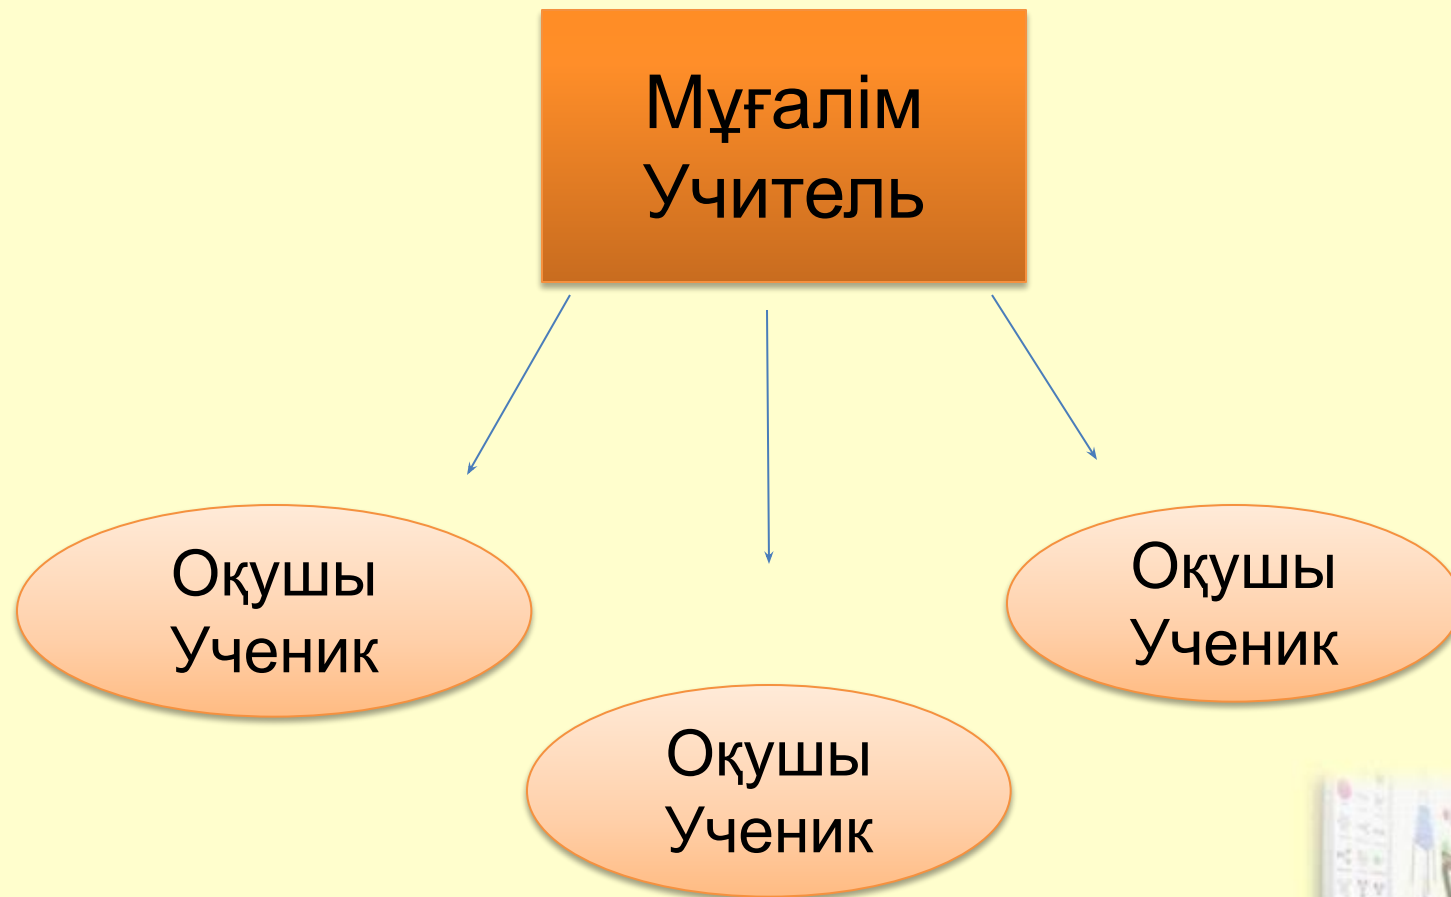 Мұғалім
Учитель
Оқушы
Ученик
Оқушы
Ученик
Оқушы
Ученик